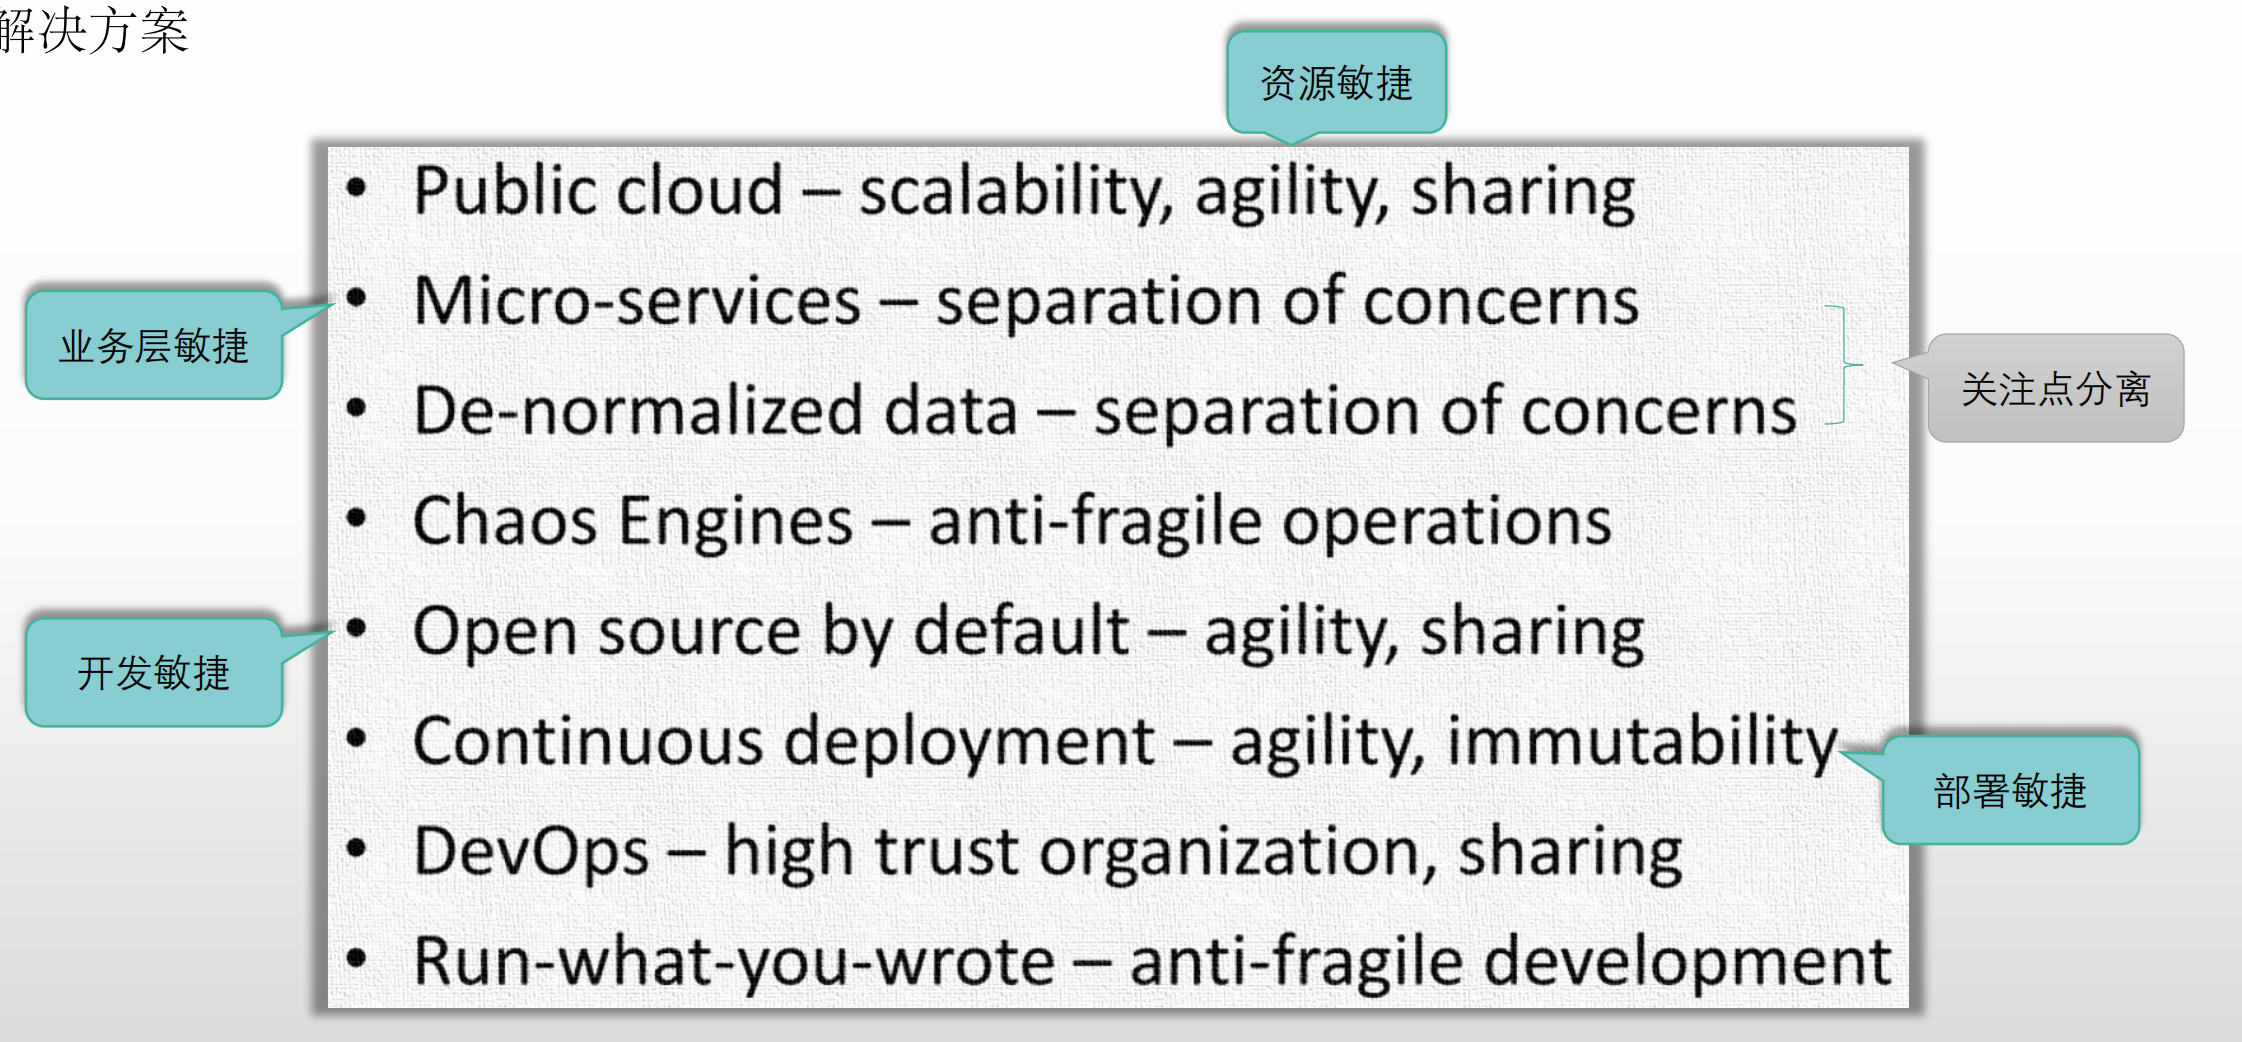 解决方案
资源敏捷
• Public cloud – scalability, agility, sharing
• Micro-services – separation of concerns
业务层敏捷
• De-normalized data – separation of concerns
关注点分离
• Chaos Engines – anti-fragile operations
• Open source by default – agility, sharing
开发敏捷
• Continuous deployment – agility, immutability
部署敏捷
• DevOps – high trust organization, sharing
• Run-what-you-wrote – anti-fragile development